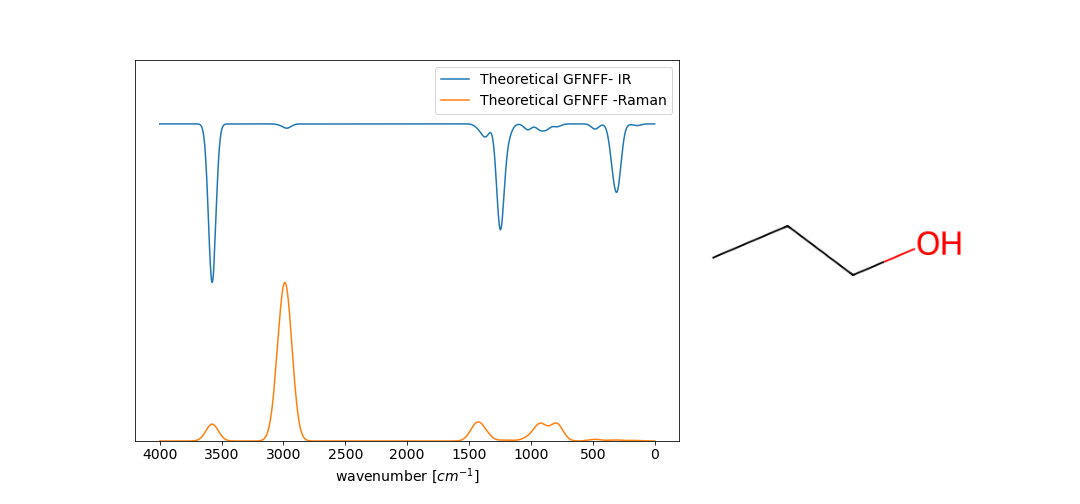 Theoretical GFNFF- IR
Theoretical GFNFF -Raman
OH
4000 3500 3000 2500 2000 1500 1000 500 0
wavenumber [cm⁻¹]